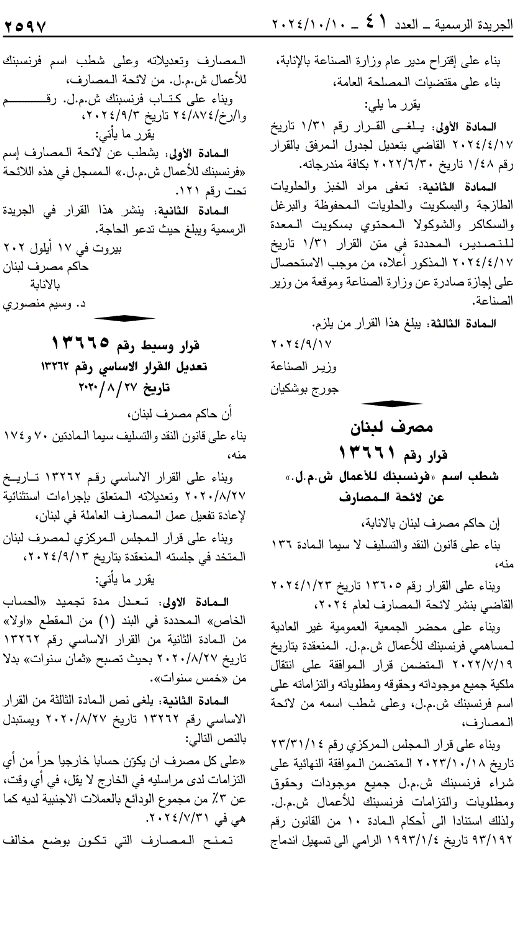 الجريدة الرسمية – العدد ٤١ – ٢٠٢٤/١٠/١٠
٢٥٩٧
بناء على إقتراح مدير عام وزارة الصناعة بالإنابة،
بناء على مقتضيات المصلحة العامة،
يقرر ما يلي:
المادة الأولى: يلغى القرار رقم ١/٣١ تاريخ
٢٠٢٤/٤/١٧ القاضي بتعديل لجدول المرفق بالقرار
رقم ١/٤٨ تاريخ ٢٠٢٢/٦/٣٠ بكافة مندرجاته.
المادة الثانية: تعفى مواد الخبز والحلويات
الطازجة والبسكويت والحلويات المحفوظة والبرغل
والسكاكر والشوكولا المحتوي بسكويت المعدة
للتصدير، المحددة في متن القرار ١/٣١ تاريخ
٢٠٢٤/٤/١٧ المذكور أعلاه، من موجب الاستحصال
على إجازة صادرة عن وزارة الصناعة وموقعة من وزير
الصناعة.
المادة الثالثة: يبلغ هذا القرار من يلزم.
٢٠٢٤/٩/١٧
وزير الصناعة
جورج بوشكيان
مصرف لبنان
قرار رقم ١٣٦٦١
شطب اسم «فرنسبنك للأعمال ش.م.ل.»
عن لائحة المصارف
إن حاكم مصرف لبنان بالانابة،
بناء على قانون النقد والتسليف لا سيما المادة ١٣٦
منه،
وبناء على القرار رقم ١٣٦٠٥ تاريخ ٢٠٢٤/١/٢٣
القاضي بنشر لائحة المصارف لعام ٢٠٢٤،
وبناء على محضر الجمعية العمومية غير العادية
لمساهمي فرنسبنك للأعمال ش.م.ل. المنعقدة بتاريخ
٢٠٢٢/٧/١٩ المتضمن قرار الموافقة على انتقال
ملكية جميع موجوداته وحقوقه ومطلوباته والتزاماته على
اسم فرنسبنك ش.م.ل، وعلى شطب اسمه من لائحة
المصارف،
وبناء على قرار المجلس المركزي رقم ٢٣/٣١/١٤
تاريخ ٢٠٢٣/١٠/١٨ المتضمن الموافقة النهائية على
شراء فرنسبنك ش.م.ل جميع موجودات وحقوق
ومطلوبات والتزامات فرنسبنك للأعمال ش.م.ل.
ولذلك استنادا الى أحكام المادة ١٠ من القانون رقم
٩٣/١٩٢ تاريخ ١٩٩٣/١/٤ الرامي الى تسهيل اندماج
المصارف وتعديلاته وعلى شطب اسم فرنسبنك
للأعمال ش.م.ل. من لائحة المصارف،
وبناء على كتاب فرنسبنك ش.م.ل. رقم
و/ا/رخ/٢٤/٨٧٤ تاريخ ٢٠٢٤/٩/٣،
يقرر ما يأتي:
المادة الأولى: يشطب عن لائحة المصارف إسم
«فرنسبنك للأعمال ش.م.ل.» المسجل في هذه اللائحة
تحت رقم ١٢١.
المادة الثانية: ينشر هذا القرار في الجريدة
الرسمية ويبلغ حيث تدعو الحاجة.
بيروت في ١٧ أيلول ٢٠٢
حاكم مصرف لبنان
بالانابة
د. وسيم منصوري
قرار وسيط رقم ١٣٦٦٥
تعديل القرار الاساسي رقم ١٣٢٦٢
تاريخ ٢٠٢٠/٨/٢٧
أن حاكم مصرف لبنان،
بناء على قانون النقد والتسليف سيما المادتين ٧٠ و١٧٤
منه،
وبناء على القرار الاساسي رقم ١٣٢٦٢ تاريخ
٢٠٢٠/٨/٢٧ وتعديلاته المتعلق بإجراءات استثنائية
لإعادة تفعيل عمل المصارف العاملة في لبنان،
وبناء على قرار المجلس المركزي لمصرف لبنان
المتخد في جلسته المنعقدة بتاريخ ٢٠٢٤/٩/١٣،
يقرر ما يأتي:
المادة الاولى: تعدل مدة تجميد «الحساب
الخاص» المحددة في البند (١) من المقطع «اولا»
من المادة الثانية من القرار الاساسي رقم ١٣٢٦٢
تاريخ ٢٠٢٠/٨/٢٧ بحيث تصبح «ثمان سنوات» بدلا
من «خمس سنوات».
المادة الثانية: يلغى نص المادة الثالثة من القرار
الاساسي رقم ١٣٢٦٢ تاريخ ٢٠٢٠/٨/٢٧ ويستبدل
بالنص التالي:
«على كل مصرف ان يكوّن حسابا خارجيا حراً من أي
التزامات لدى مراسليه في الخارج لا يقل، في أي وقت،
عن ٣٪ من مجموع الودائع بالعملات الاجنبية لديه كما
هي في ٢٠٢٤/٧/٣١.
تمنح المصارف التي تكون بوضع مخالف